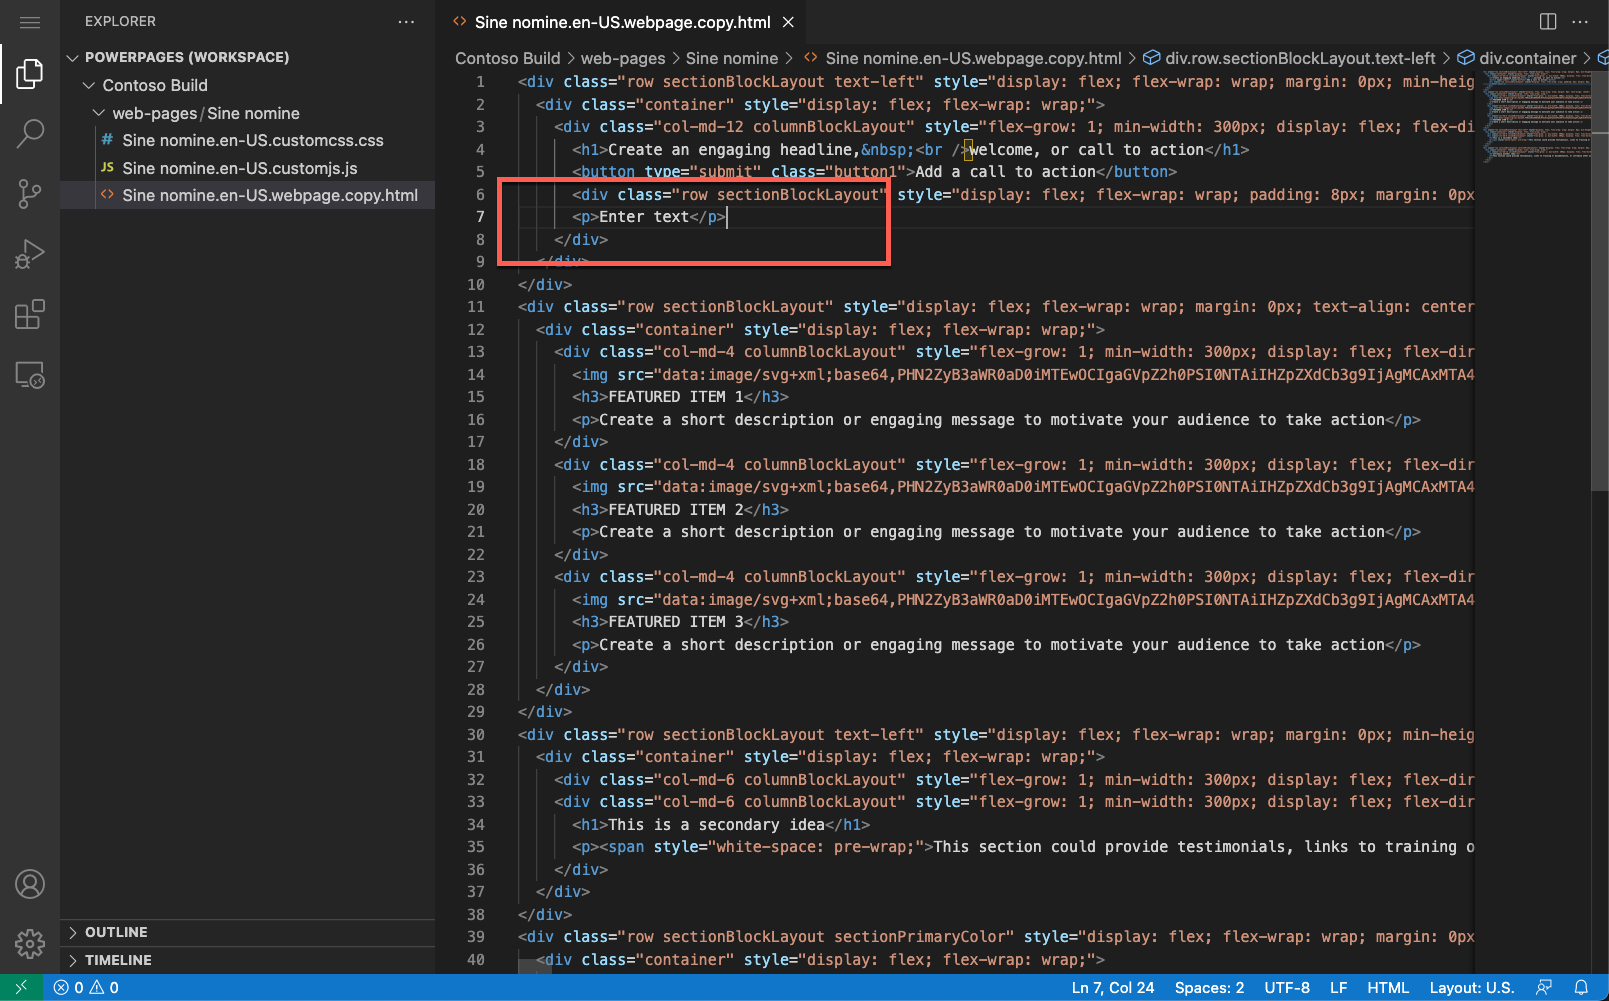 EXPLORER
POWERPAGES (WORKSPACE)
Contoso Build
web-pages/Sine nomine
# Sine nomine.en-US.customcss.css
JS Sine nomine.en-US.customjs.js
<> Sine nomine.en-US.webpage.copy.html
OUTLINE
TIMELINE
<> Sine nomine.en-US.webpage.copy.html
Contoso Build > web-pages > Sine nomine > <> Sine nomine.en-US.webpage.copy.html > div.row.sectionBlockLayout.text-left > div.container >
1 <div class="row sectionBlockLayout text-left" style="display: flex; flex-wrap: wrap; margin: 0px; min-heig
2 <div class="container" style="display: flex; flex-wrap: wrap;">
3 <div class="col-md-12 columnBlockLayout" style="flex-grow: 1; min-width: 300px; display: flex; flex-di
4 <h1>Create an engaging headline,&nbsp;<br />welcome, or call to action</h1>
5 <button type="submit" class="button1">Add a call to action</button>
6 <div class="row sectionBlockLayout" style="display: flex; flex-wrap: wrap; padding: 8px; margin: 0px
7 <p>Enter text</p>
8 </div>
9 </div>
10 </div>
11 <div class="row sectionBlockLayout" style="display: flex; flex-wrap: wrap; margin: 0px; text-align: center
12 <div class="container" style="display: flex; flex-wrap: wrap;">
13 <div class="col-md-4 columnBlockLayout" style="flex-grow: 1; min-width: 300px; display: flex; flex-dir
14 <img src="data:image/svg+xml;base64,PHN2ZyB3aWR0aD0iMTEwOCIgaGVpZ2h0PSI0NTAiIHZpZXdCb3g9IjAgMCAxMTA4
15 <h3>FEATURED ITEM 1</h3>
16 <p>Create a short description or engaging message to motivate your audience to take action</p>
17 </div>
18 <div class="col-md-4 columnBlockLayout" style="flex-grow: 1; min-width: 300px; display: flex; flex-dir
19 <img src="data:image/svg+xml;base64,PHN2ZyB3aWR0aD0iMTEwOCIgaGVpZ2h0PSI0NTAiIHZpZXdCb3g9IjAgMCAxMTA4
20 <h3>FEATURED ITEM 2</h3>
21 <p>Create a short description or engaging message to motivate your audience to take action</p>
22 </div>
23 <div class="col-md-4 columnBlockLayout" style="flex-grow: 1; min-width: 300px; display: flex; flex-dir
24 <img src="data:image/svg+xml;base64,PHN2ZyB3aWR0aD0iMTEwOCIgaGVpZ2h0PSI0NTAiIHZpZXdCb3g9IjAgMCAxMTA4
25 <h3>FEATURED ITEM 3</h3>
26 <p>Create a short description or engaging message to motivate your audience to take action</p>
27 </div>
28 </div>
29 </div>
30 <div class="row sectionBlockLayout text-left" style="display: flex; flex-wrap: wrap; margin: 0px; min-heig
31 <div class="container" style="display: flex; flex-wrap: wrap;">
32 <div class="col-md-6 columnBlockLayout" style="flex-grow: 1; min-width: 300px; display: flex; flex-dir
33 <div class="col-md-6 columnBlockLayout" style="flex-grow: 1; min-width: 300px; display: flex; flex-dir
34 <h1>This is a secondary idea</h1>
35 <p><span style="white-space: pre-wrap;">This section could provide testimonials, links to training o
36 </div>
37 </div>
38 </div>
39 <div class="row sectionBlockLayout sectionPrimaryColor" style="display: flex; flex-wrap: wrap; margin: 0px
40 <div class="container" style="display: flex; flex-wrap: wrap;">
0 0 Ln 7, Col 24 Spaces: 2 UTF-8 LF HTML Layout: U.S.